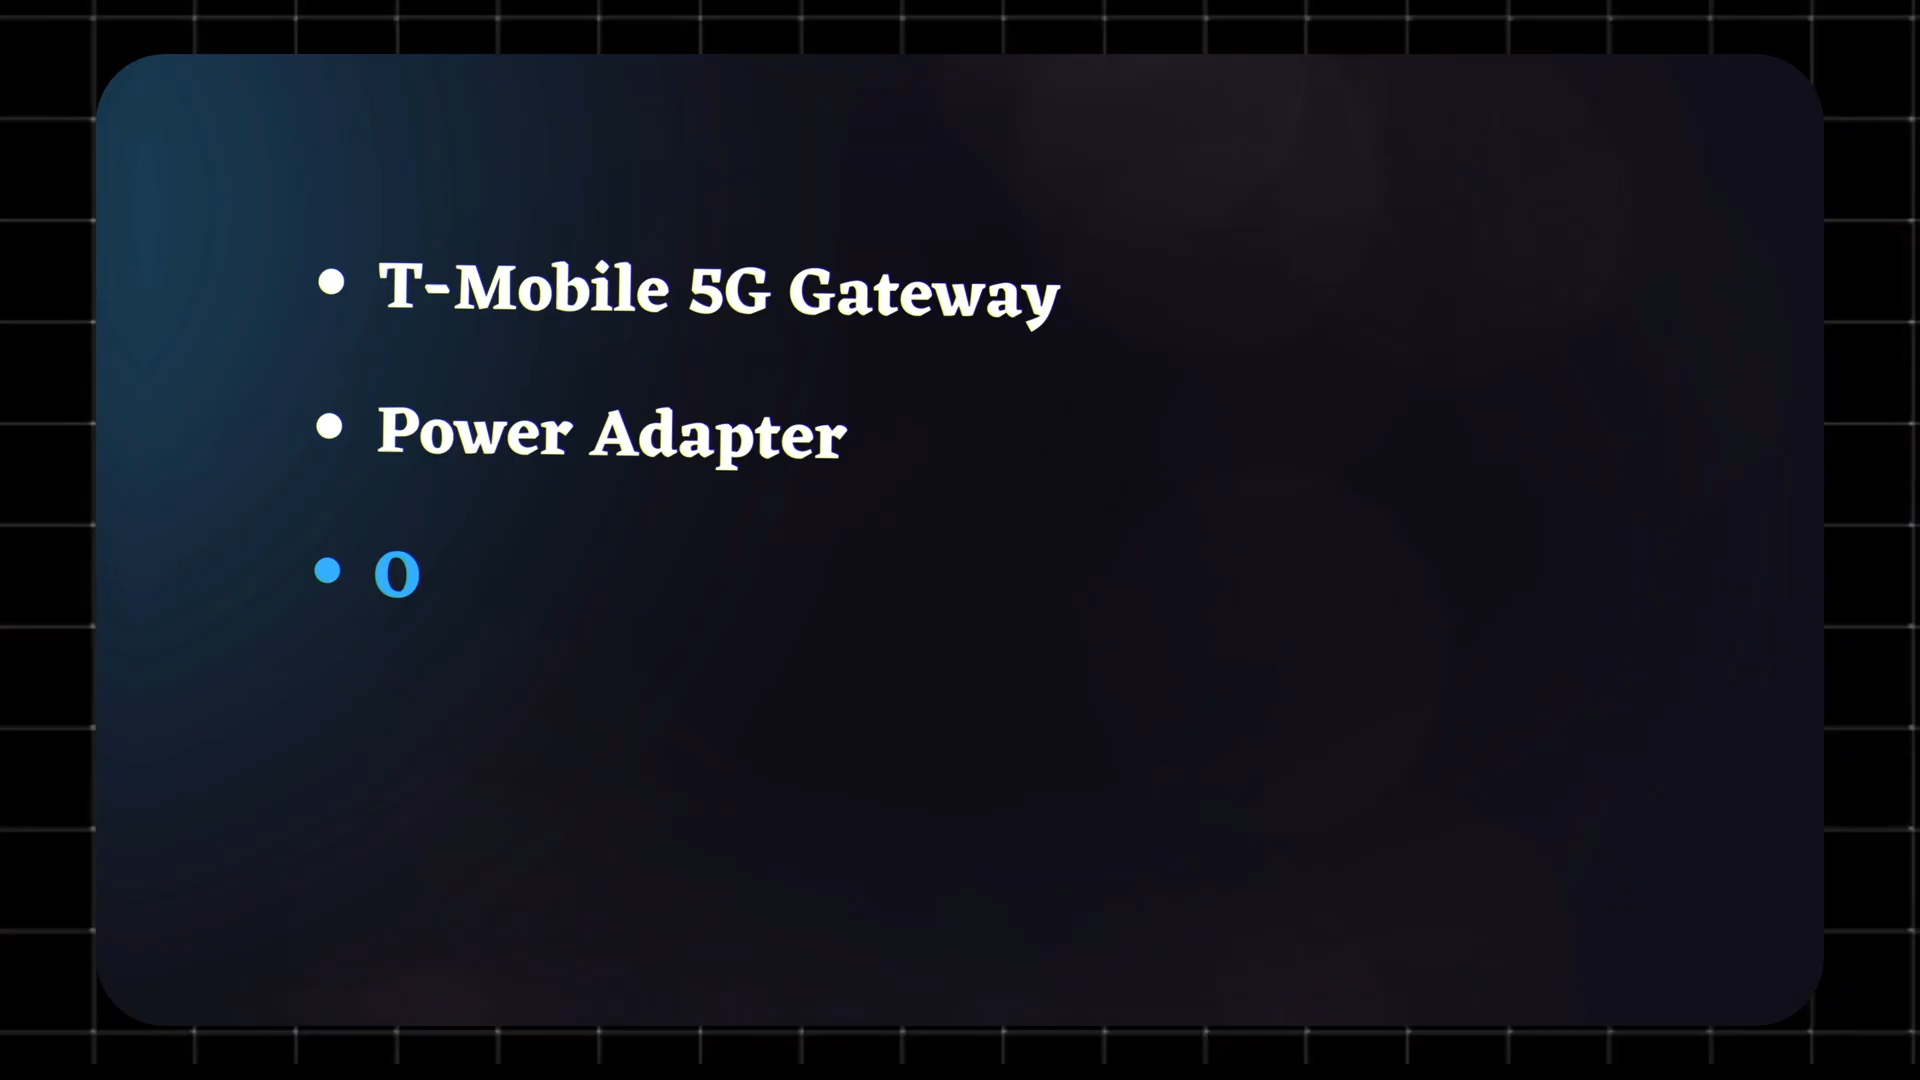 • T-Mobile 5G Gateway
• Power Adapter
• O